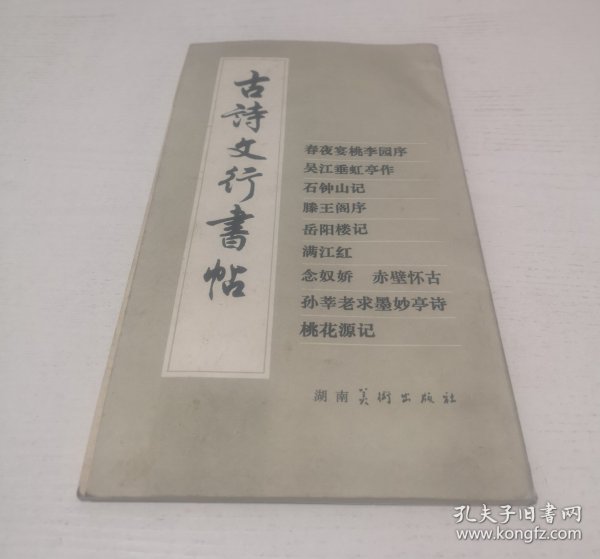 古詩文行書帖
春夜宴桃李园序
吴江垂虹亭作
石钟山记
滕王阁序
岳阳楼记
满江红
念奴娇 赤壁怀古
孙莘老求墨妙亭诗
桃花源记
湖南美術出版社
孔夫子旧書网
www.kongfz.com